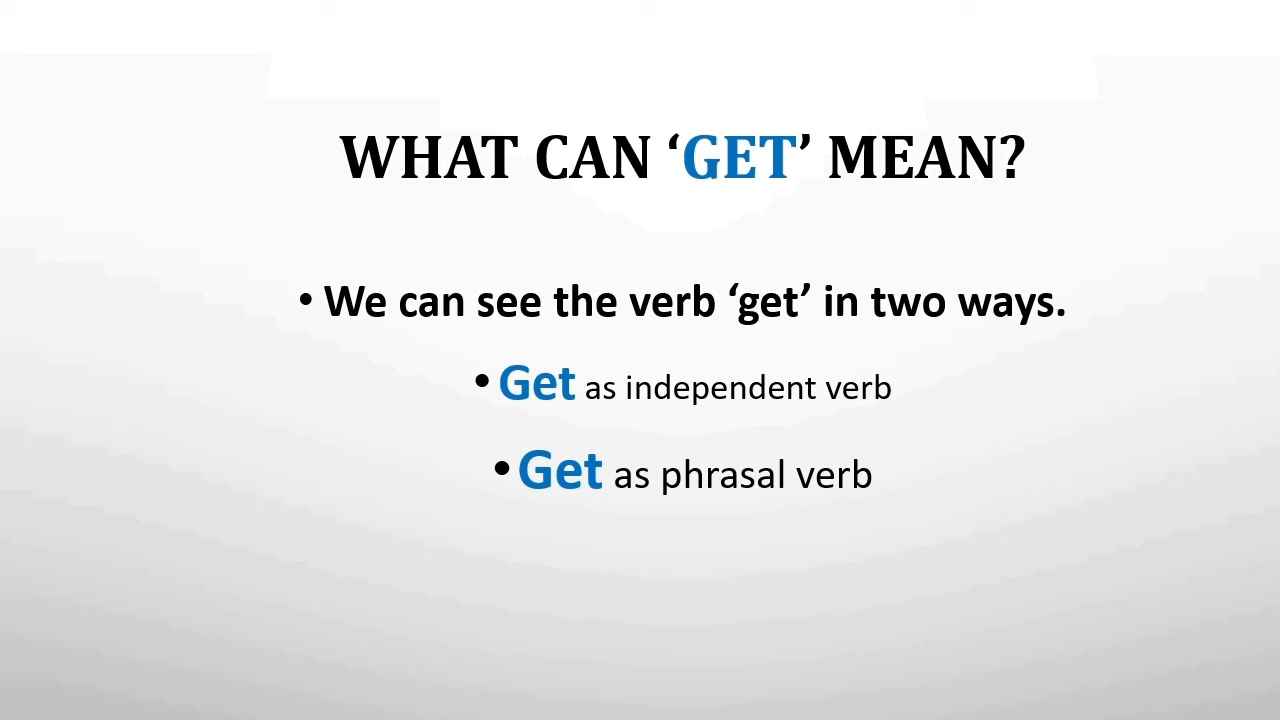 WHAT CAN ‘GET’ MEAN?
• We can see the verb ‘get’ in two ways.
• Get as independent verb
• Get as phrasal verb